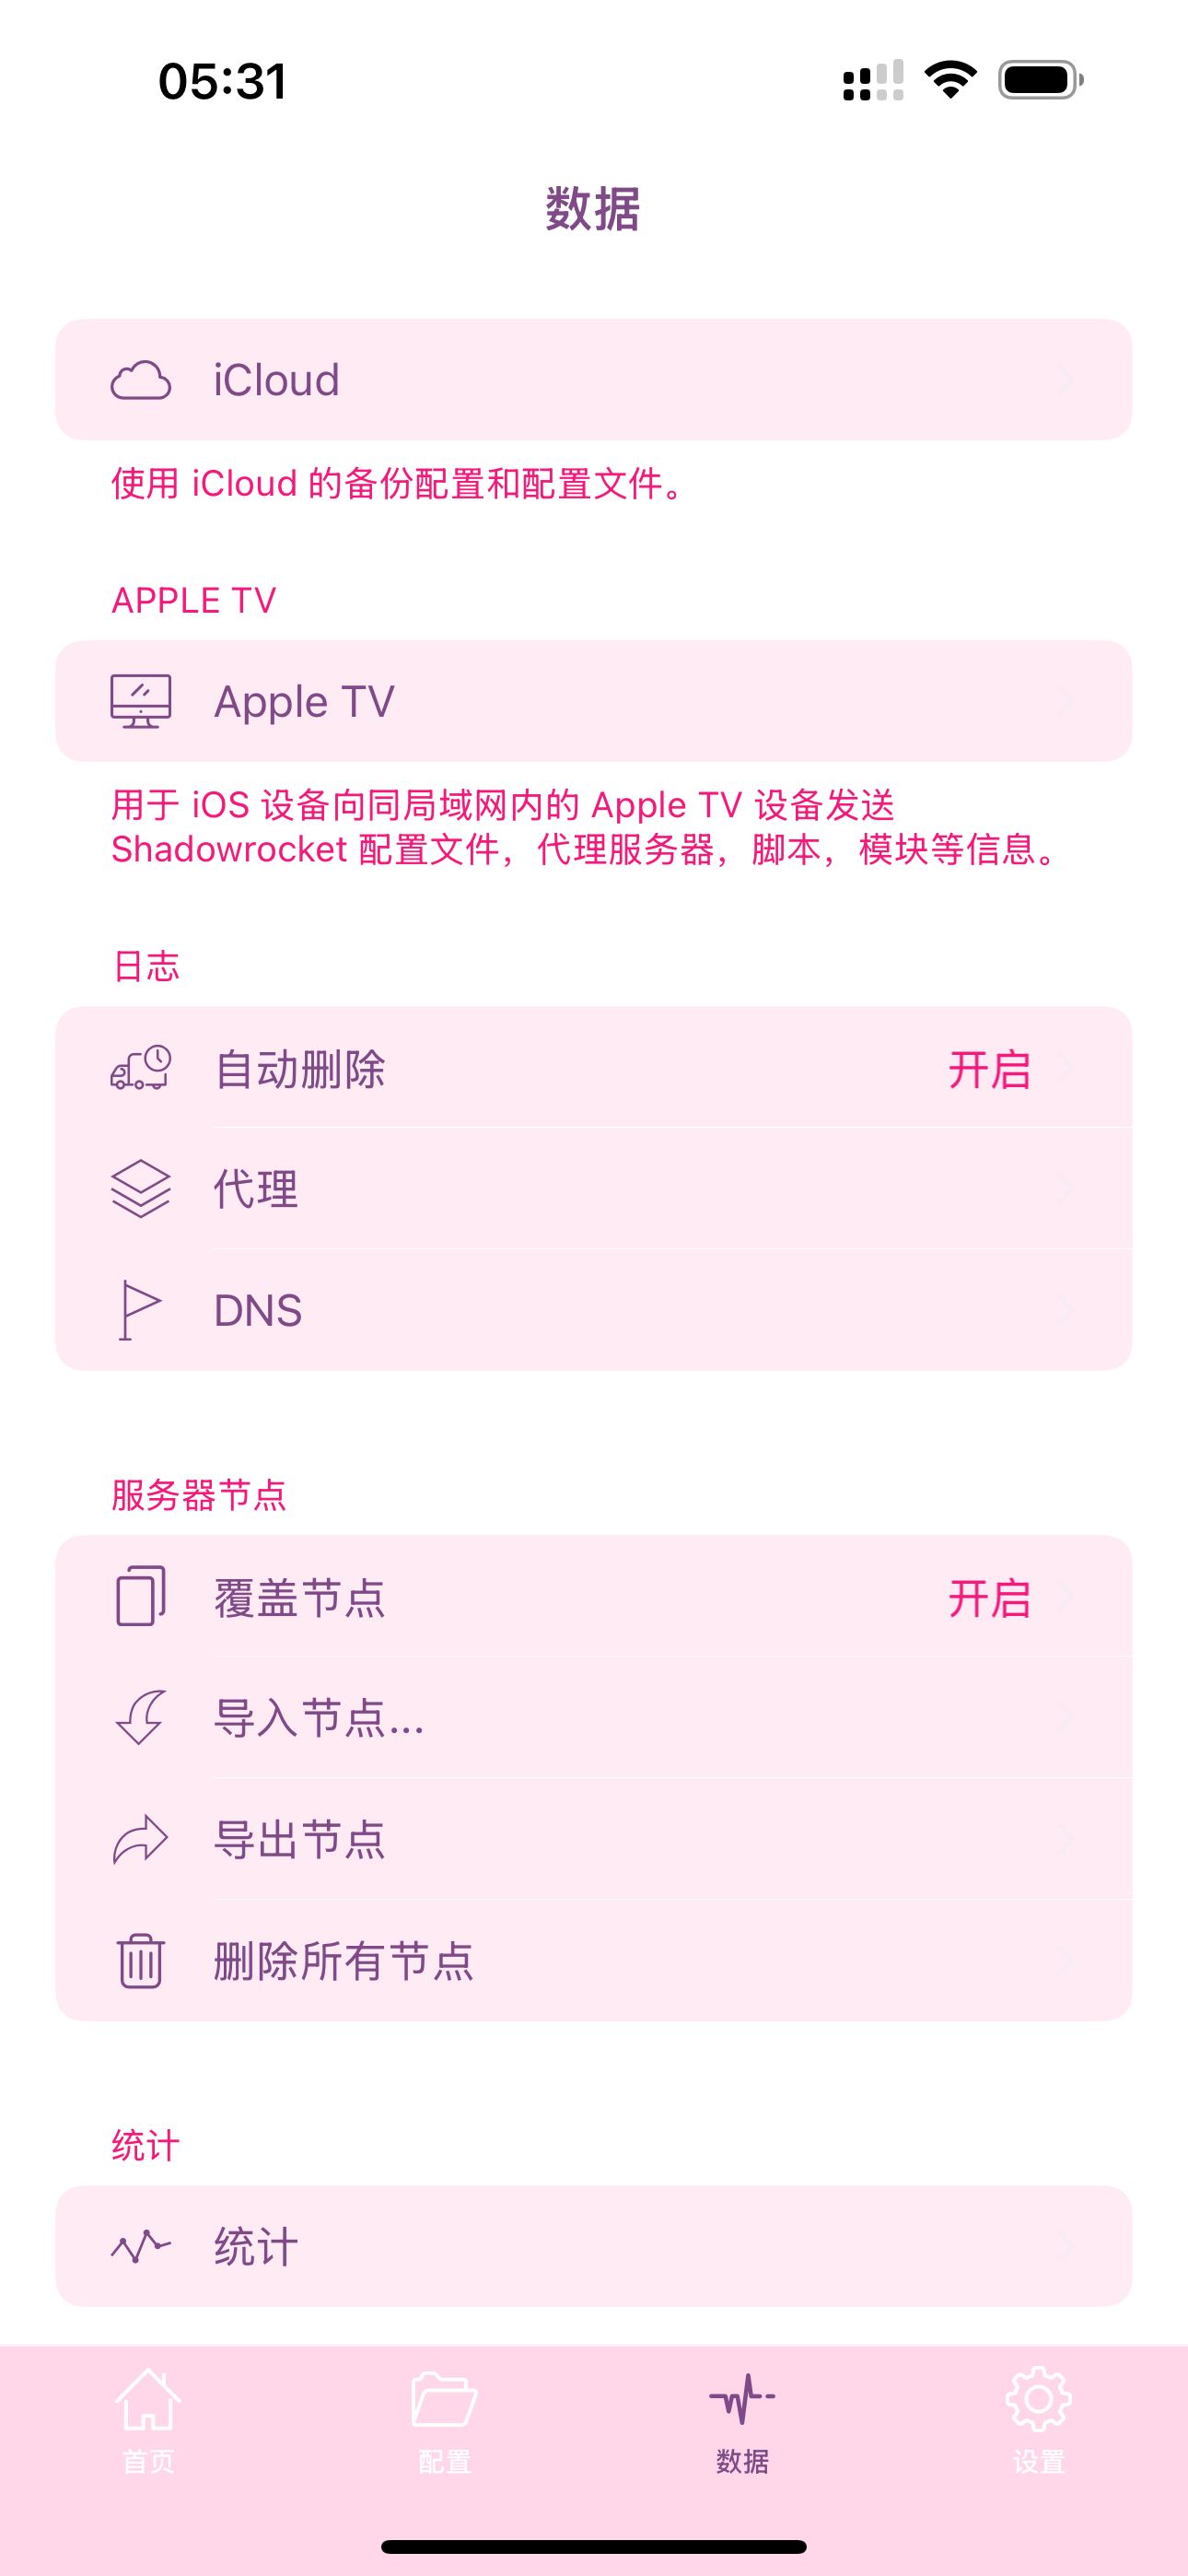 05:31
数据
iCloud
使用 iCloud 的备份配置和配置文件。
APPLE TV
Apple TV
用于 iOS 设备向同局域网内的 Apple TV 设备发送
Shadowrocket 配置文件，代理服务器，脚本，模块等信息。
日志
自动删除 开启
代理
DNS
服务器节点
覆盖节点 开启
导入节点...
导出节点
删除所有节点
统计
统计
首页 配置 数据 设置